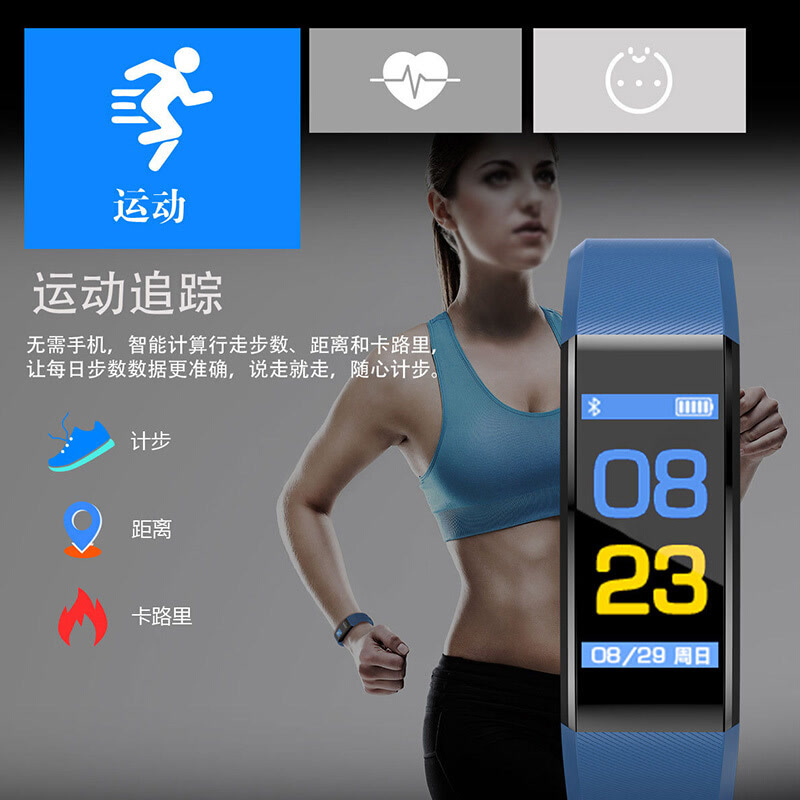 运动
运动追踪
无需手机，智能计算行走步数、距离和卡路里，
让每日步数数据更准确，说走就走，随心计步。
计步
距离
卡路里
08
23
08/29 周日